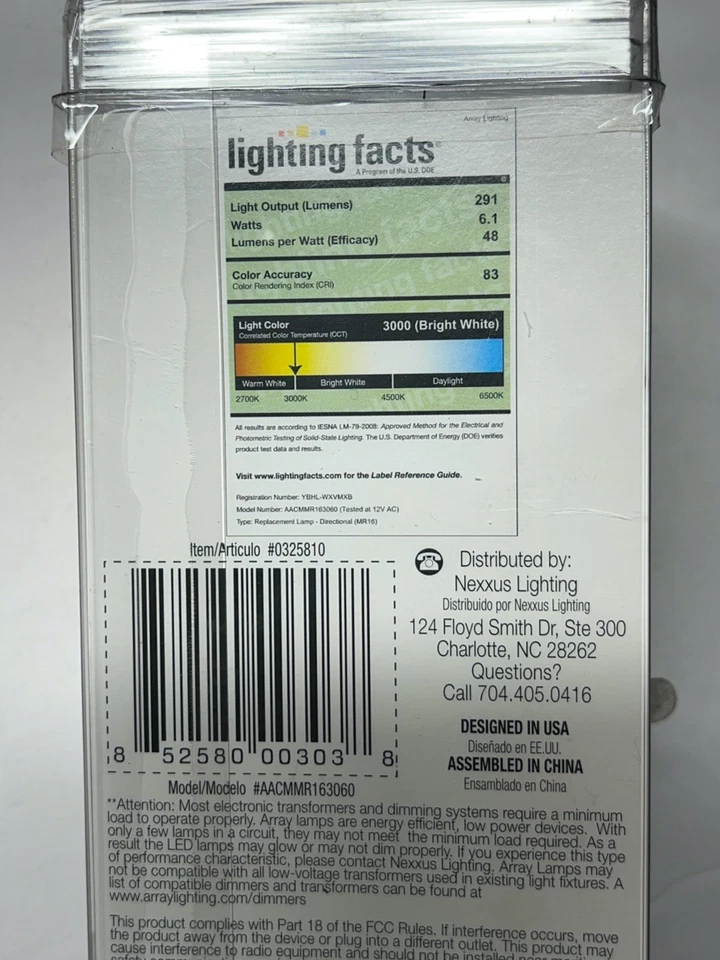 Array Lighting
lighting facts®
A Program of the U.S. DOE
Light Output (Lumens) 291
Watts 6.1
Lumens per Watt (Efficacy) 48
Color Accuracy 83
Color Rendering Index (CRI)
Light Color 3000 (Bright White)
Correlated Color Temperature (CCT)
Warm White Bright White Daylight
2700K 3000K 4500K 6500K
All results are according to IESNA LM-79-2008: Approved Method for the Electrical and
Photometric Testing of Solid-State Lighting. The U.S. Department of Energy (DOE) verifies
product test data and results.
Visit www.lightingfacts.com for the Label Reference Guide.
Registration Number: YBHL-WXVMXB
Model Number: AACMMR163060 (Tested at 12V AC)
Type: Replacement Lamp - Directional (MR16)
Item/Articulo #0325810
8 52580 00303 8
Model/Modelo #AACMMR163060
Distributed by:
Nexxus Lighting
Distribuido por Nexxus Lighting
124 Floyd Smith Dr, Ste 300
Charlotte, NC 28262
Questions?
Call 704.405.0416
DESIGNED IN USA
Diseñado en EE.UU.
ASSEMBLED IN CHINA
Ensamblado en China
**Attention: Most electronic transformers and dimming systems require a minimum
load to operate properly. Array lamps are energy efficient, low power devices. With
only a few lamps in a circuit, they may not meet the minimum load required. As a
result the LED lamps may glow or may not dim properly. If you experience this type
of performance characteristic, please contact Nexxus Lighting. Array Lamps may
not be compatible with all low-voltage transformers used in existing light fixtures. A
list of compatible dimmers and transformers can be found at
www.arraylighting.com/dimmers
This product complies with Part 18 of the FCC Rules. If interference occurs, move
the product away from the device or plug into a different outlet. This product may
cause interference to radio equipment and should not be installed near